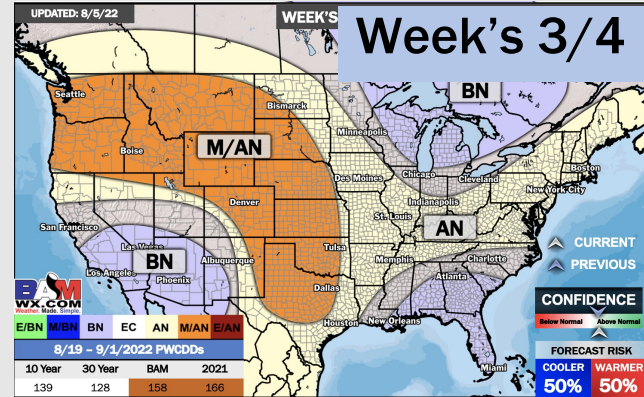 UPDATED: 8/5/22
WEEK'S
Week's 3/4
Seattle
Bismarck
BN
Minneapolis
M/AN
Boise
Des Moines
Chicago
Cleveland
Boston
New York City
Denver
Indianapolis
St. Louis
AN
San Francisco
Las Vegas
BN
Albuquerque
Tulsa
Memphis
Charlotte
CURRENT
Los Angeles
Phoenix
Atlanta
PREVIOUS
Dallas
BAM
WX.COM
Weather. Made. Simple.
Houston
New Orleans
CONFIDENCE
Below Normal
Above Normal
E/BN M/BN BN EC AN M/AN E/AN
8/19 – 9/1/2022 PWCDDs
Miami
FORECAST RISK
10 Year 30 Year BAM 2021
139 128 158 166
COOLER WARMER
50% 50%